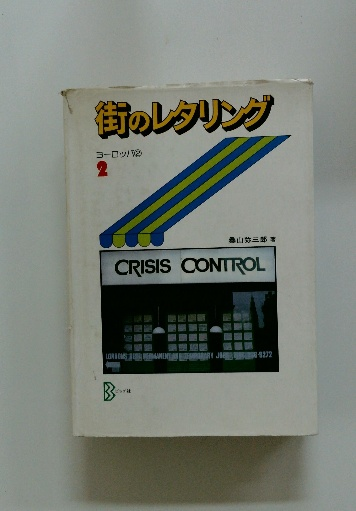 街のレタリング
ヨーロッパ②
2
桑山弥三郎 著
CRISIS CONTROL
LONDON'S